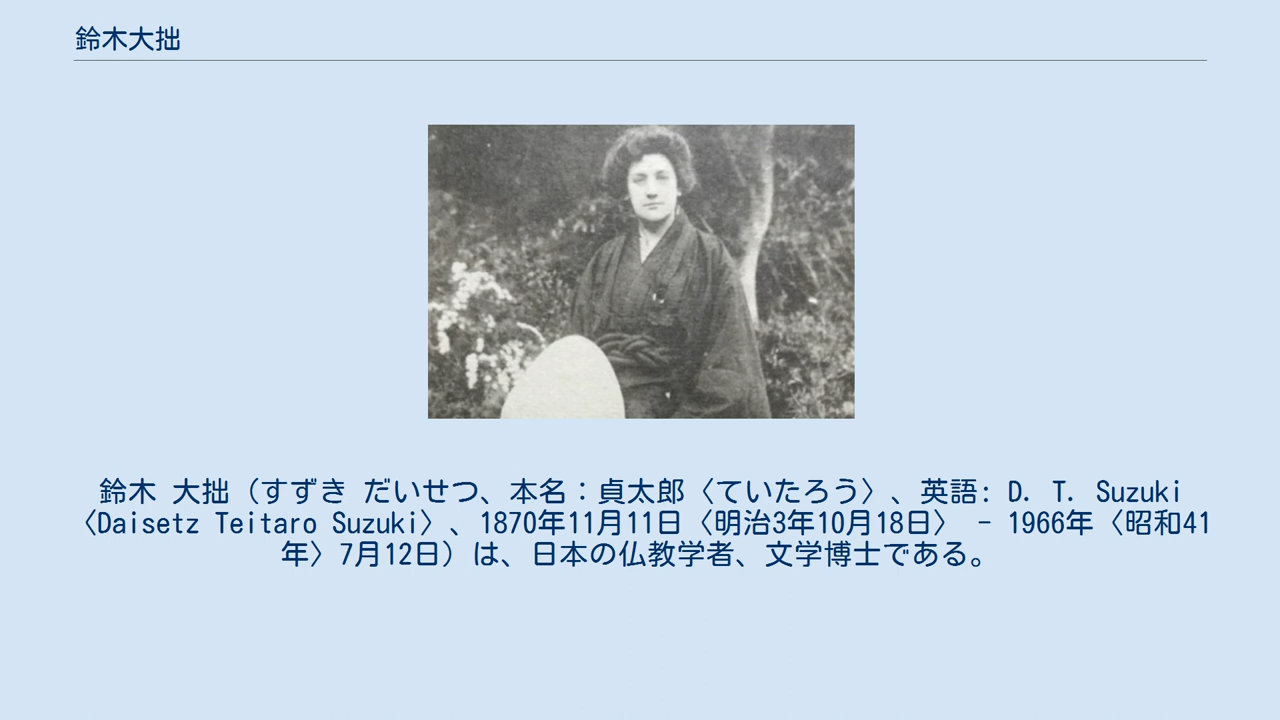 鈴木大拙
鈴木 大拙（すずき だいせつ、本名：貞太郎〈ていたろう〉、英語: D. T. Suzuki
〈Daisetz Teitaro Suzuki〉、1870年11月11日〈明治3年10月18日〉 - 1966年〈昭和41
年〉7月12日）は、日本の仏教学者、文学博士である。